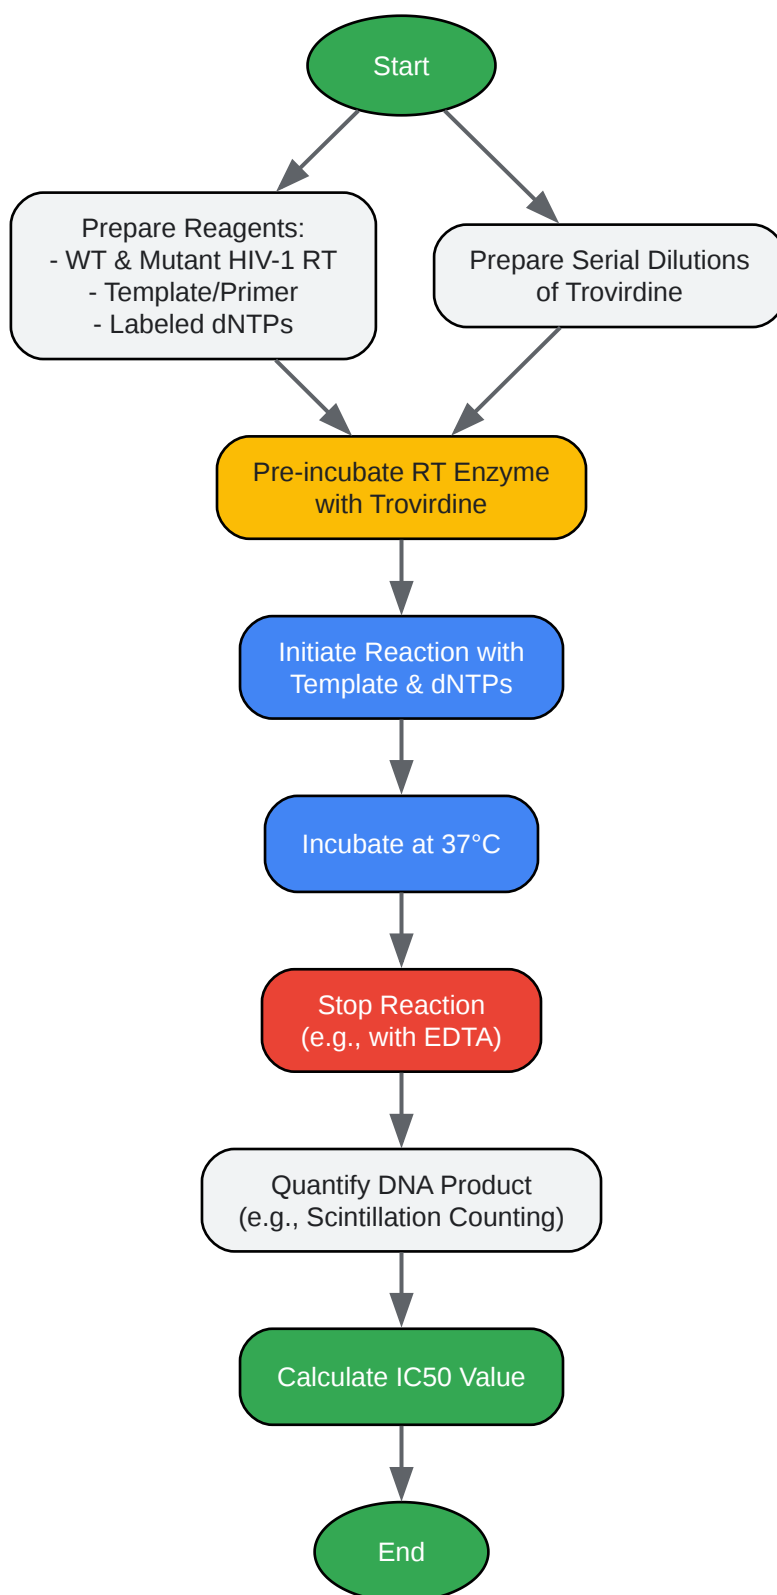 Start
Prepare Reagents:
- WT & Mutant HIV-1 RT
- Template/Primer
- Labeled dNTPs
Prepare Serial Dilutions
of Trovirdine
Pre-incubate RT Enzyme
with Trovirdine
Initiate Reaction with
Template & dNTPs
Incubate at 37°C
Stop Reaction
(e.g., with EDTA)
Quantify DNA Product
(e.g., Scintillation Counting)
Calculate IC50 Value
End